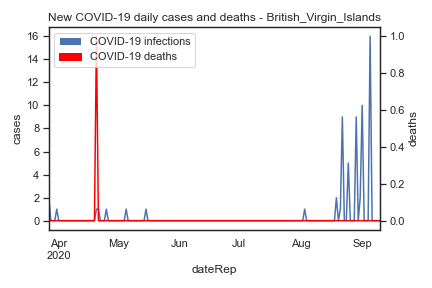 New COVID-19 daily cases and deaths - British_Virgin_Islands
COVID-19 infections
COVID-19 deaths
16
14
12
10
8
6
4
2
0
cases
1.0
0.8
0.6
0.4
0.2
0.0
deaths
Apr May Jun Jul Aug Sep
2020
dateRep